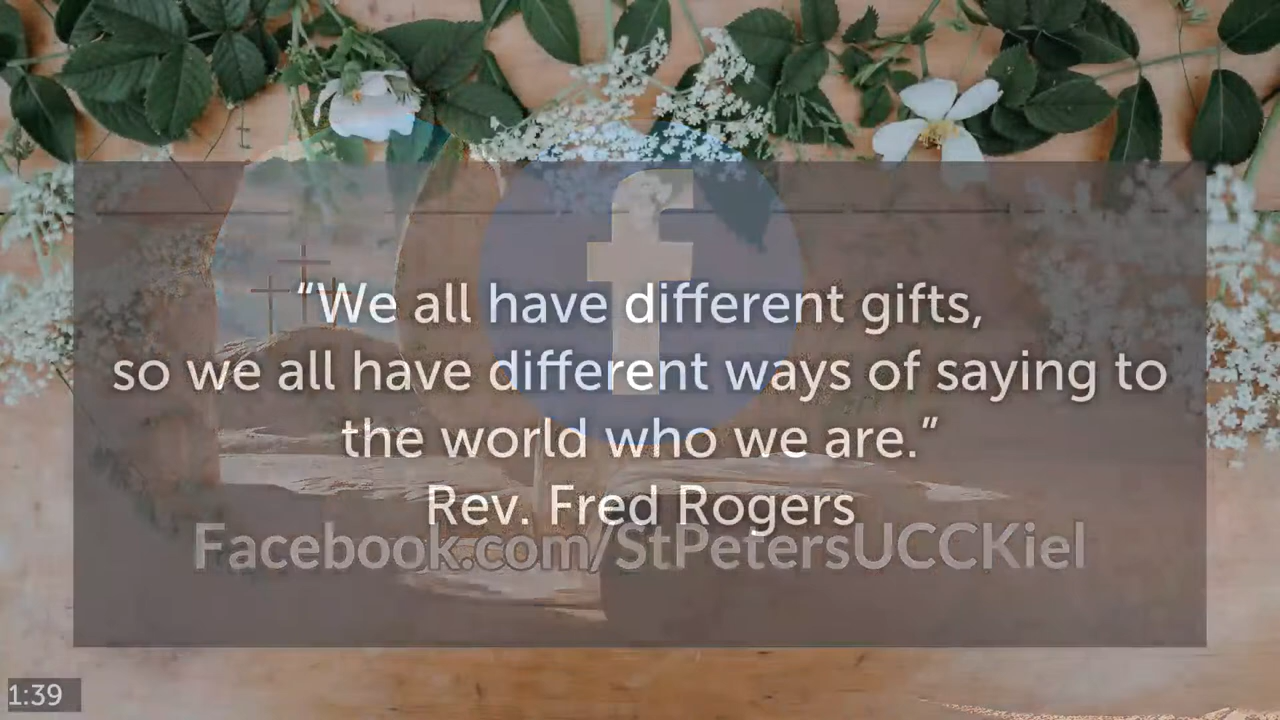 “We all have different gifts,
so we all have different ways of saying to
the world who we are.”
Rev. Fred Rogers
Facebook.com/StPetersUCCKiel
1:39